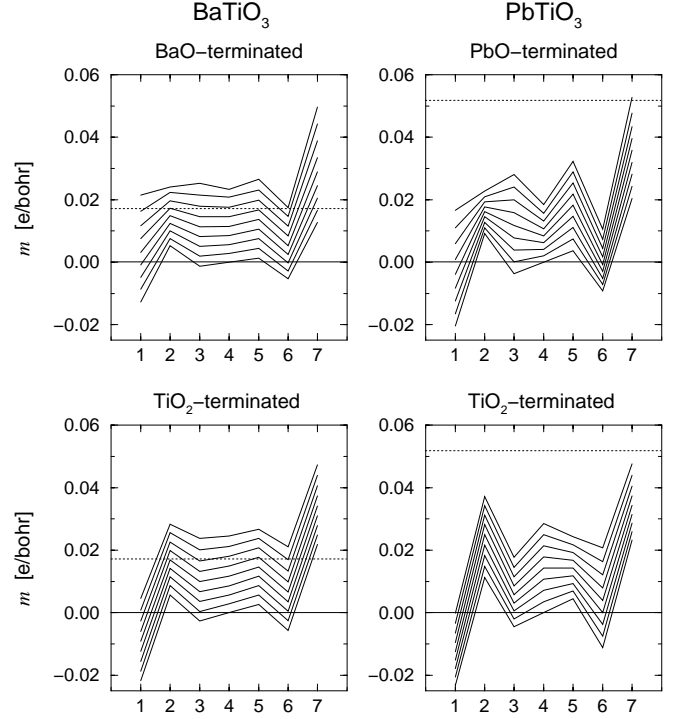 BaTiO₃ PbTiO₃
BaO−terminated PbO−terminated
0.06 0.06
0.04 0.04
0.02 0.02
0.00 0.00
−0.02 −0.02
m [e/bohr]
1 2 3 4 5 6 7 1 2 3 4 5 6 7
TiO₂−terminated TiO₂−terminated
0.06 0.06
0.04 0.04
0.02 0.02
0.00 0.00
−0.02 −0.02
m [e/bohr]
1 2 3 4 5 6 7 1 2 3 4 5 6 7